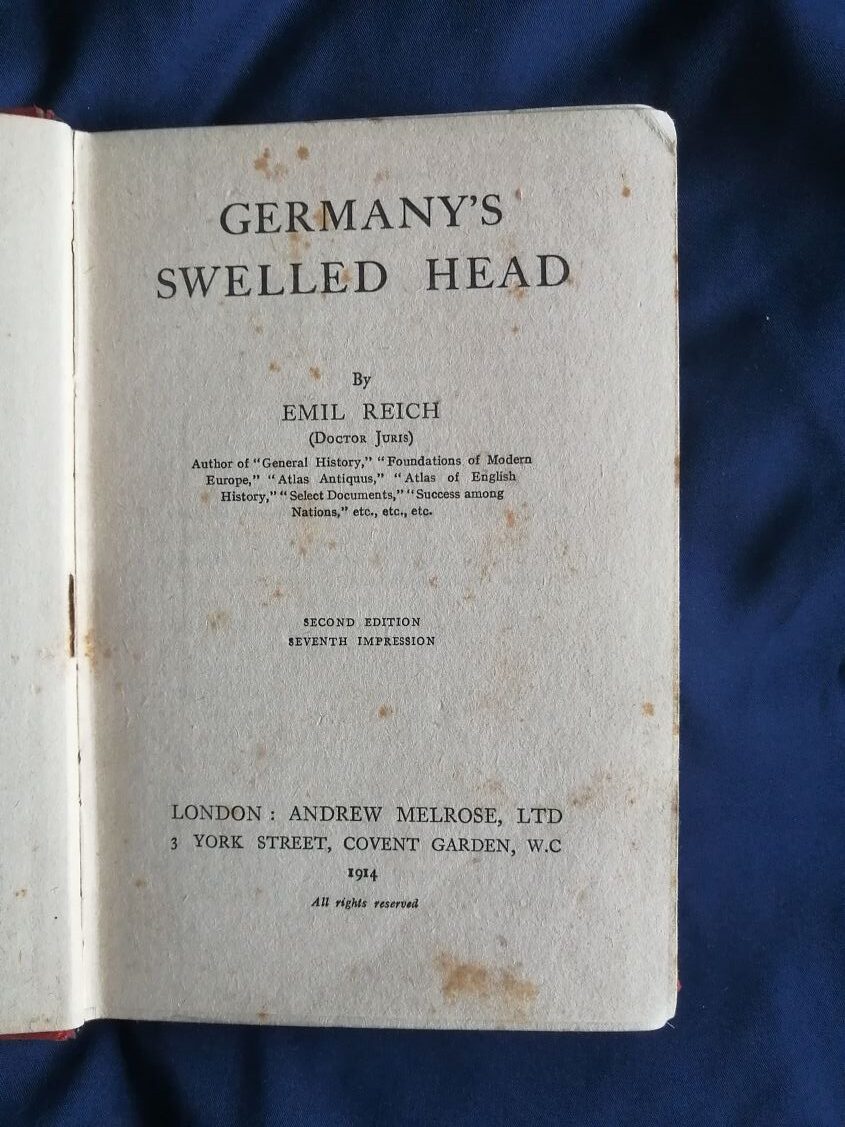 GERMANY'S
SWELLED HEAD
By
EMIL REICH
(DOCTOR JURIS)
Author of "General History," "Foundations of Modern
Europe," "Atlas Antiquus," "Atlas of English
History," "Select Documents," "Success among
Nations," etc., etc., etc.
SECOND EDITION
SEVENTH IMPRESSION
LONDON : ANDREW MELROSE, LTD
3 YORK STREET, COVENT GARDEN, W.C
1914
All rights reserved